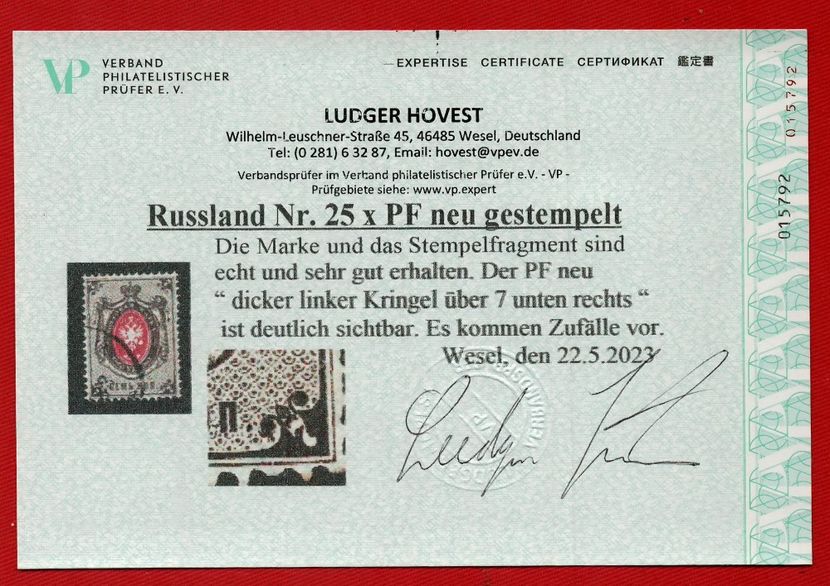 VP
VERBAND
PHILATELISTISCHER
PRÜFER E. V.
EXPERTISE CERTIFICATE СЕРТИФИКАТ 鑑定書
LUDGER HOVEST
Wilhelm-Leuschner-Straße 45, 46485 Wesel, Deutschland
Tel: (0 281) 6 32 87, Email: hovest@vpev.de
Verbandsprüfer im Verband philatelistischer Prüfer e.V. - VP -
Prüfgebiete siehe: www.vp.expert
Russland Nr. 25 x PF neu gestempelt
Die Marke und das Stempelfragment sind
echt und sehr gut erhalten. Der PF neu
“ dicker linker Kringel über 7 unten rechts “
ist deutlich sichtbar. Es kommen Zufälle vor.
Wesel, den 22.5.2023
СЕМЬ КОП.
П.
015792
015792